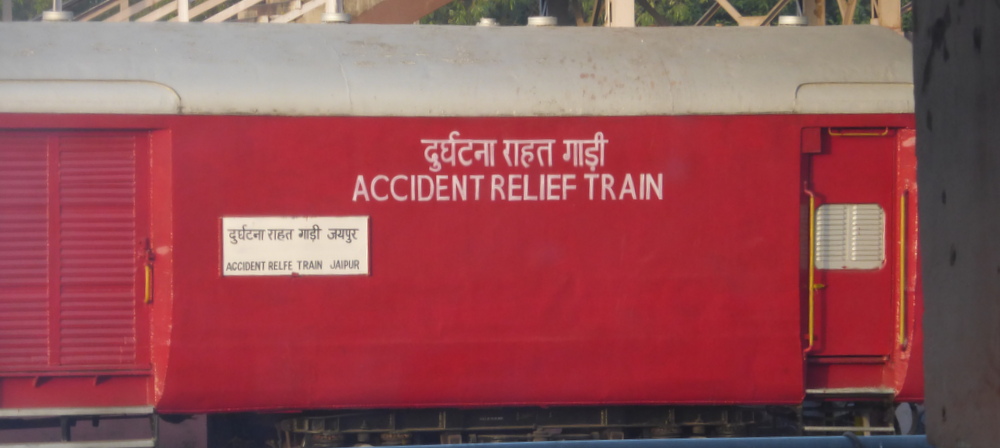 दुर्घटना राहत गाड़ी
ACCIDENT RELIEF TRAIN
दुर्घटना राहत गाड़ी जयपुर
ACCIDENT RELFE TRAIN JAIPUR